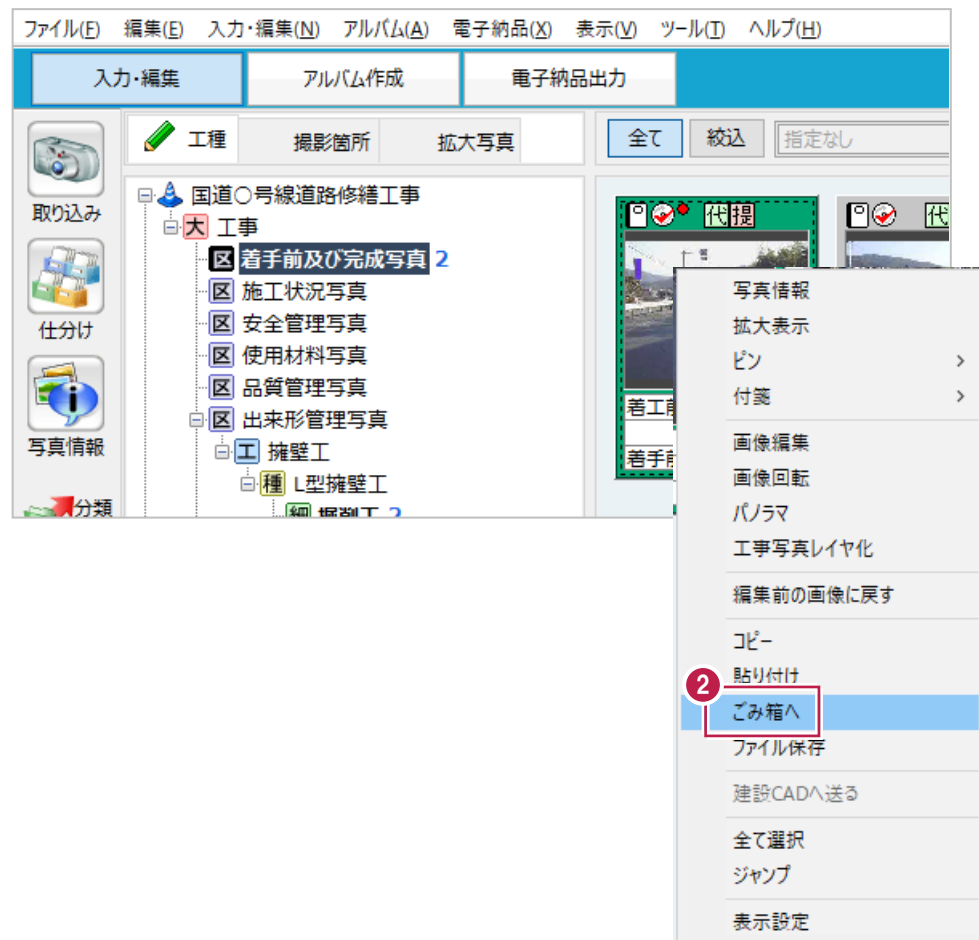 ファイル(F) 編集(E) 入力・編集(N) アルバム(A) 電子納品(X) 表示(V) ツール(T) ヘルプ(H)
入力・編集 アルバム作成 電子納品出力
工種 撮影箇所 拡大写真 全て 絞込 指定なし
取り込み
仕分け
写真情報
分類
国道○号線道路修繕工事
大 工事
区 着手前及び完成写真 2
区 施工状況写真
区 安全管理写真
区 使用材料写真
区 品質管理写真
区 出来形管理写真
工 擁壁工
種 L型擁壁工
細 掘削工 2
代 提
代
着工前
着手前
写真情報
拡大表示
ピン
付箋
画像編集
画像回転
パノラマ
工事写真レイヤ化
編集前の画像に戻す
コピー
貼り付け
2
ごみ箱へ
ファイル保存
建設CADへ送る
全て選択
ジャンプ
表示設定